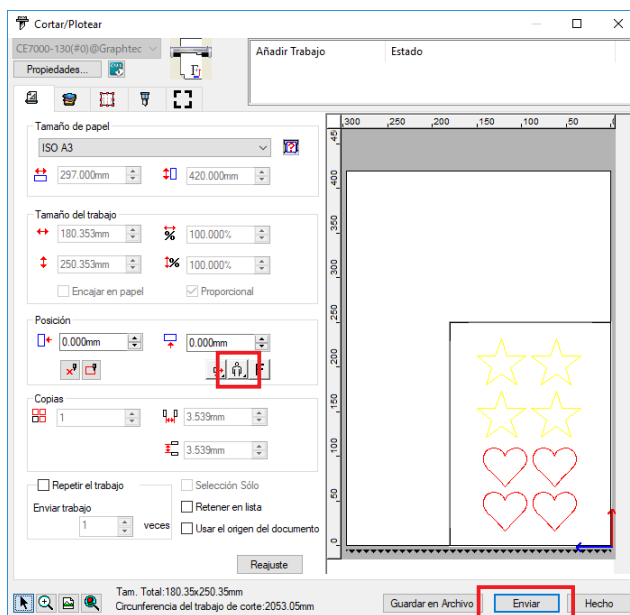 Cortar/Plotear
CE7000-130(#0)@Graphtec
Añadir Trabajo Estado
Propiedades...
Tamaño de papel
ISO A3
297.000mm 420.000mm
Tamaño del trabajo
180.353mm % 100.000%
250.353mm % 100.000%
Encajar en papel Proporcional
Posición
0.000mm 0.000mm
F
Copias
1 3.539mm
3.539mm
Repetir el trabajo Selección Sólo
Enviar trabajo Retener en lista
1 veces Usar el origen del documento
Reajuste
300 250 200 150 100 50
45
400
350
300
250
200
150
100
50
0
Tam. Total:180.35x250.35mm
Circunferencia del trabajo de corte:2053.05mm
Guardar en Archivo Enviar Hecho